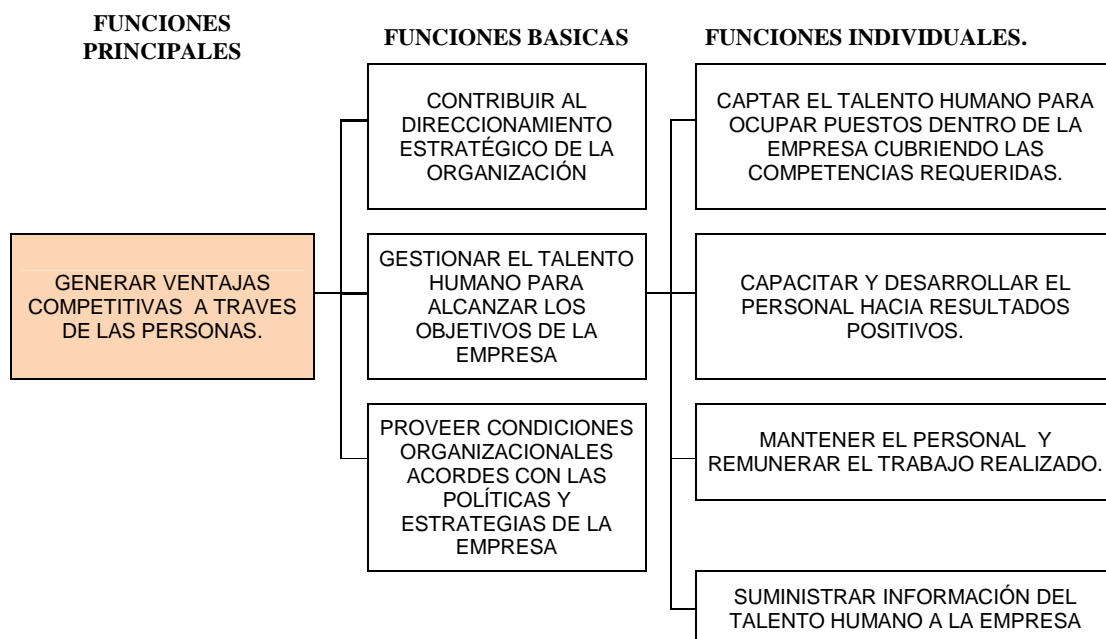 FUNCIONES
PRINCIPALES
FUNCIONES BASICAS
FUNCIONES INDIVIDUALES.
GENERAR VENTAJAS
COMPETITIVAS A TRAVES
DE LAS PERSONAS.
CONTRIBUIR AL
DIRECCIONAMIENTO
ESTRATÉGICO DE LA
ORGANIZACIÓN
GESTIONAR EL TALENTO
HUMANO PARA
ALCANZAR LOS
OBJETIVOS DE LA
EMPRESA
PROVEER CONDICIONES
ORGANIZACIONALES
ACORDES CON LAS
POLÍTICAS Y
ESTRATEGIAS DE LA
EMPRESA
CAPTAR EL TALENTO HUMANO PARA
OCUPAR PUESTOS DENTRO DE LA
EMPRESA CUBRIENDO LAS
COMPETENCIAS REQUERIDAS.
CAPACITAR Y DESARROLLAR EL
PERSONAL HACIA RESULTADOS
POSITIVOS.
MANTENER EL PERSONAL Y
REMUNERAR EL TRABAJO REALIZADO.
SUMINISTRAR INFORMACIÓN DEL
TALENTO HUMANO A LA EMPRESA